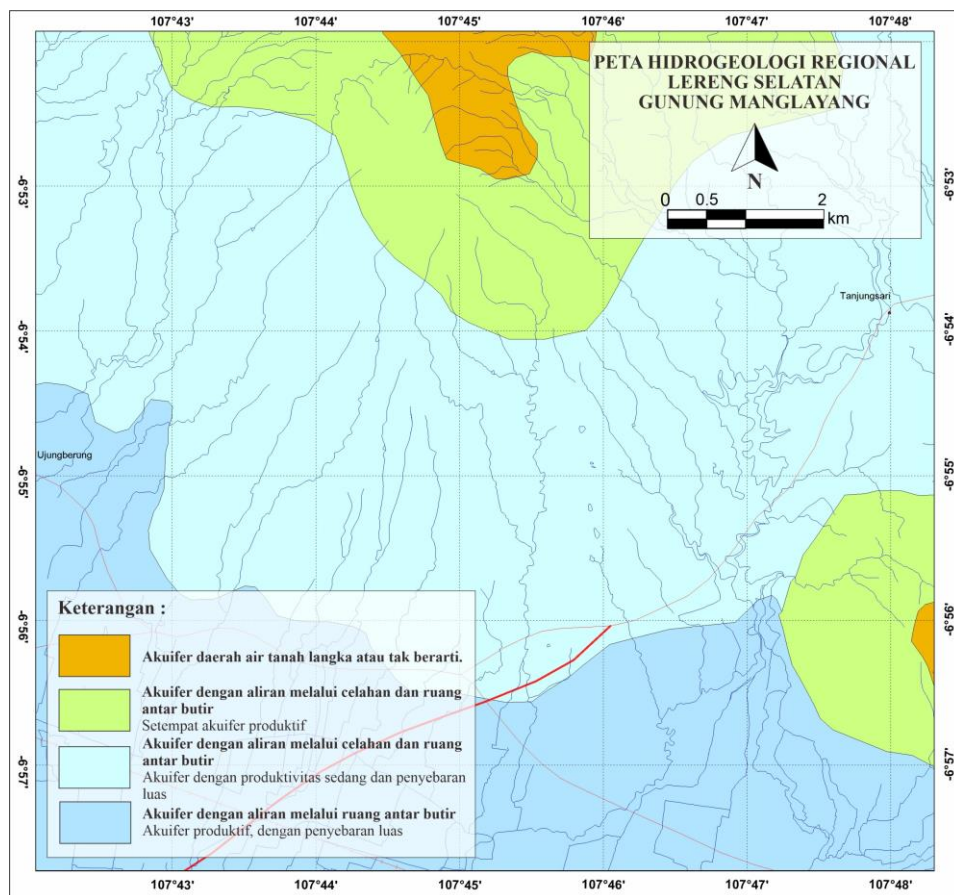 107°43' 107°44' 107°45' 107°46' 107°47' 107°48'
PETA HIDROGEOLOGI REGIONAL
LERENG SELATAN
GUNUNG MANGLAYANG
N
0 0.5 2
km
-6°53' -6°53'
Tanjungsari
-6°54' -6°54'
Ujungberung
-6°55' -6°55'
-6°56' -6°56'
-6°57' -6°57'
Keterangan :
Akuifer daerah air tanah langka atau tak berarti.
Akuifer dengan aliran melalui celahan dan ruang
antar butir
Setempat akuifer produktif
Akuifer dengan aliran melalui celahan dan ruang
antar butir
Akuifer dengan produktivitas sedang dan penyebaran
luas
Akuifer dengan aliran melalui ruang antar butir
Akuifer produktif, dengan penyebaran luas
107°43' 107°44' 107°45' 107°46' 107°47' 107°48'